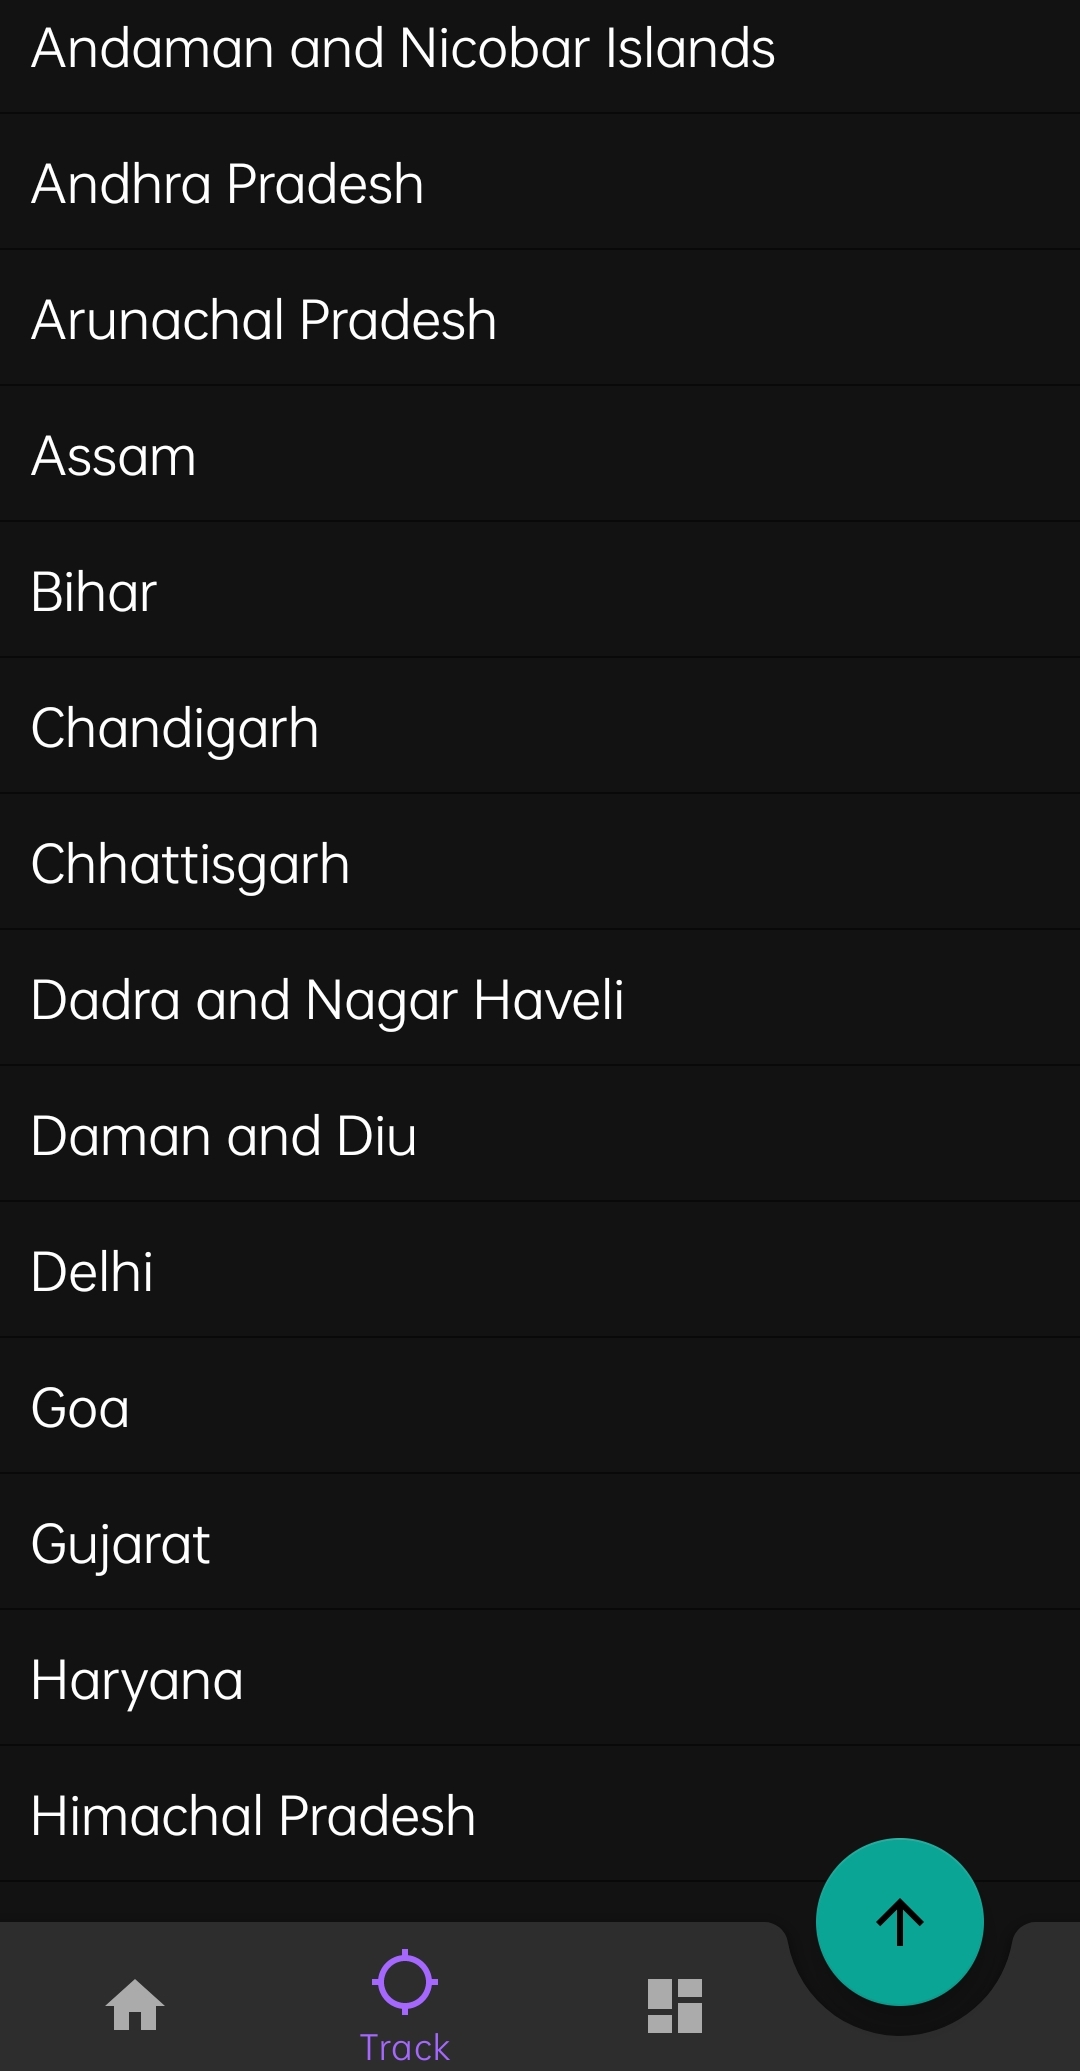 Andaman and Nicobar Islands
Andhra Pradesh
Arunachal Pradesh
Assam
Bihar
Chandigarh
Chhattisgarh
Dadra and Nagar Haveli
Daman and Diu
Delhi
Goa
Gujarat
Haryana
Himachal Pradesh
Track